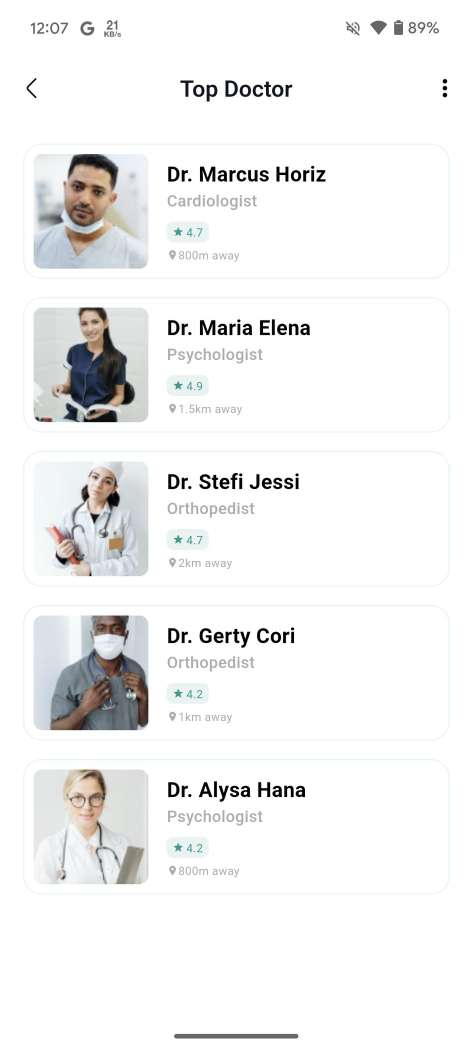 12:07 G 21 KB/s 89%
Top Doctor
Dr. Marcus Horiz
Cardiologist
4.7
800m away
Dr. Maria Elena
Psychologist
4.9
1.5km away
Dr. Stefi Jessi
Orthopedist
4.7
2km away
Dr. Gerty Cori
Orthopedist
4.2
1km away
Dr. Alysa Hana
Psychologist
4.2
800m away